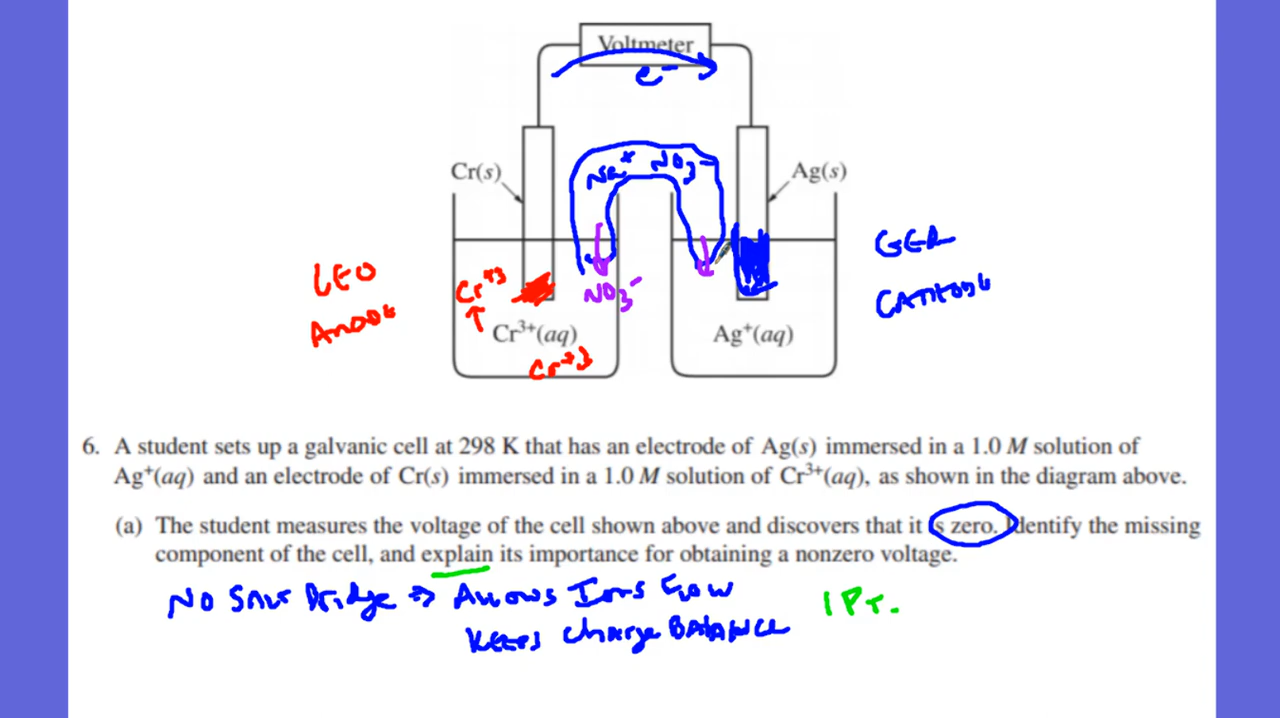 Voltmeter
e-
Cr(s)
Na+ NO3-
Ag(s)
LEO
ANODE
Cr+3
NO3-
GER
CATHODE
Cr³⁺(aq)
Ag⁺(aq)
Cr+3
6. A student sets up a galvanic cell at 298 K that has an electrode of Ag(s) immersed in a 1.0 M solution of
Ag⁺(aq) and an electrode of Cr(s) immersed in a 1.0 M solution of Cr³⁺(aq), as shown in the diagram above.
(a) The student measures the voltage of the cell shown above and discovers that it is zero. Identify the missing
component of the cell, and explain its importance for obtaining a nonzero voltage.
No SALT Bridge => Allows Ions Flow
Keeps Charge BALANCE
1 PT.